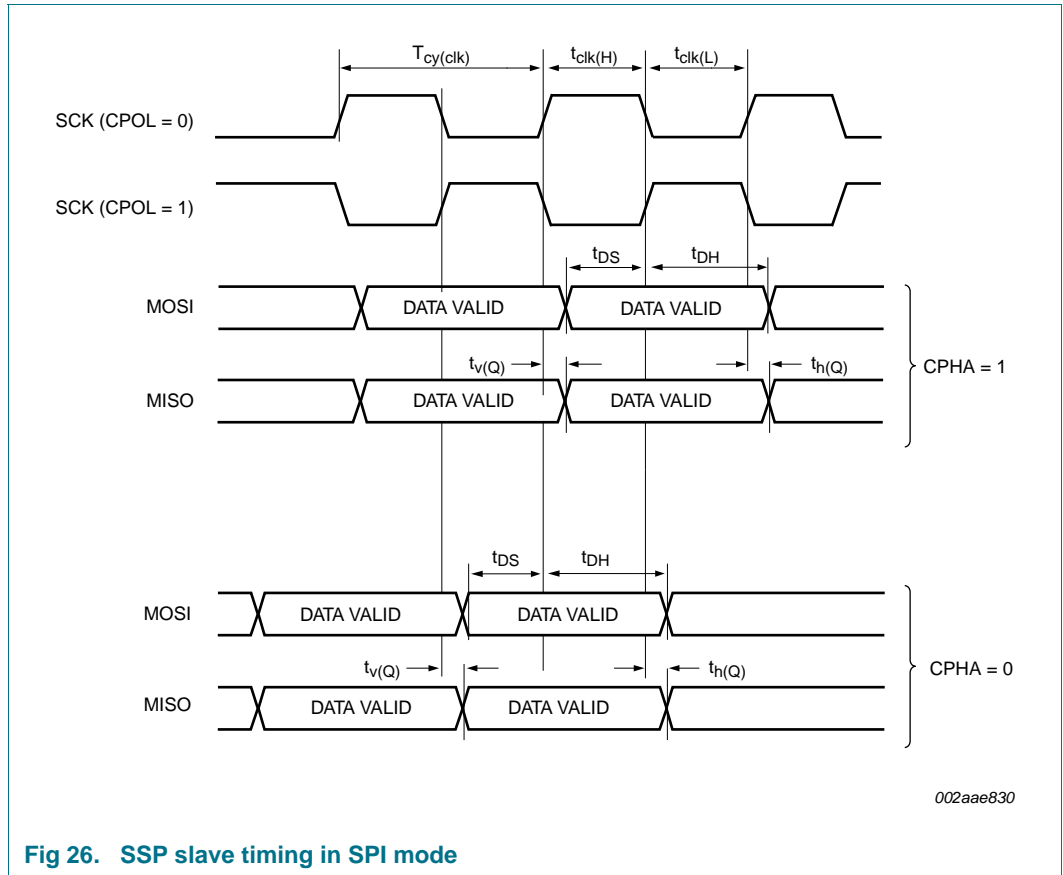 Tcy(clk) tclk(H) tclk(L)
SCK (CPOL = 0)
SCK (CPOL = 1)
tDS tDH
MOSI DATA VALID DATA VALID
tv(Q) th(Q)
CPHA = 1
MISO DATA VALID DATA VALID
tDS tDH
MOSI DATA VALID DATA VALID
tv(Q) th(Q)
CPHA = 0
MISO DATA VALID DATA VALID
002aae830
Fig 26. SSP slave timing in SPI mode